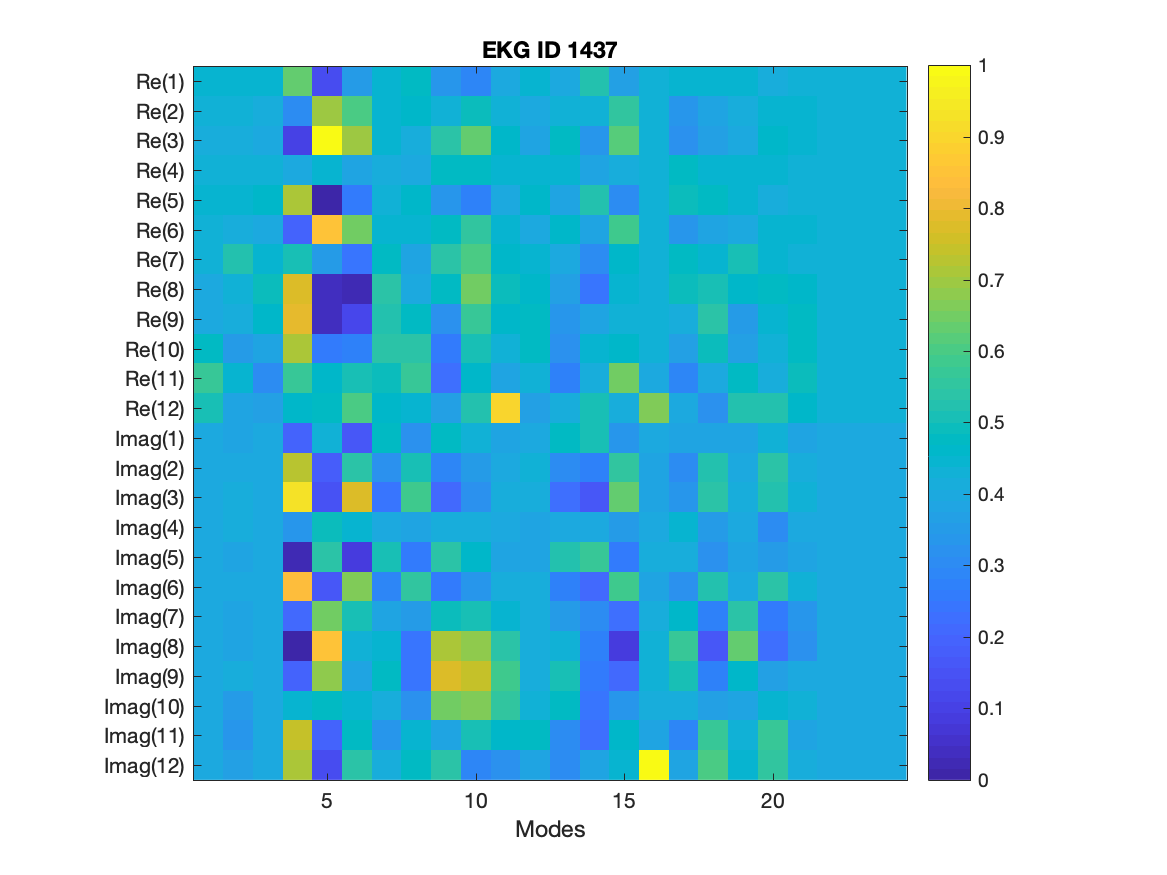 EKG ID 1437
Re(1)
Re(2)
Re(3)
Re(4)
Re(5)
Re(6)
Re(7)
Re(8)
Re(9)
Re(10)
Re(11)
Re(12)
Imag(1)
Imag(2)
Imag(3)
Imag(4)
Imag(5)
Imag(6)
Imag(7)
Imag(8)
Imag(9)
Imag(10)
Imag(11)
Imag(12)
5 10 15 20
Modes
1
0.9
0.8
0.7
0.6
0.5
0.4
0.3
0.2
0.1
0